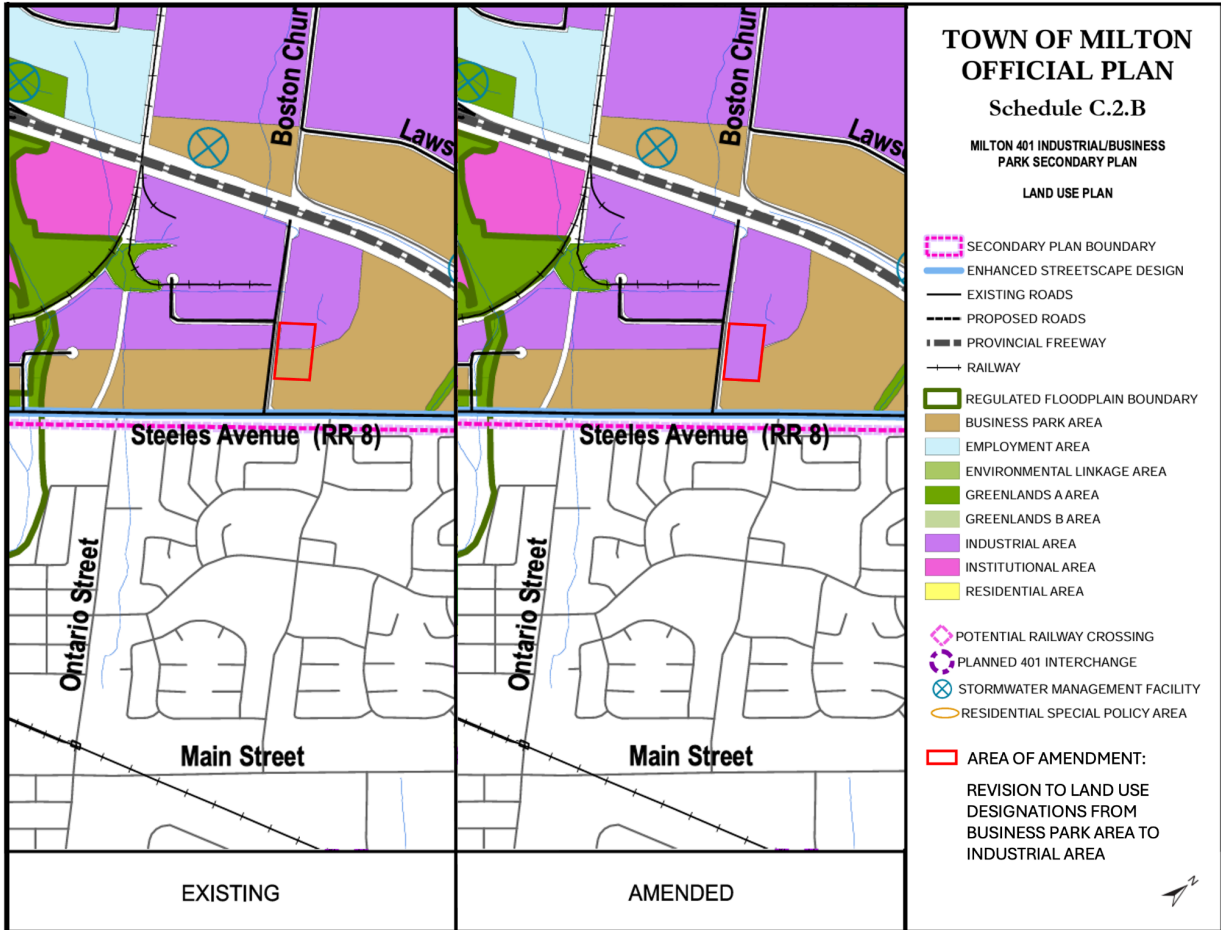 Boston Chur
Laws
Steeles Avenue (RR 8)
Ontario Street
Main Street
EXISTING
Boston Chur
Laws
Steeles Avenue (RR 8)
Ontario Street
Main Street
AMENDED
TOWN OF MILTON
OFFICIAL PLAN
Schedule C.2.B
MILTON 401 INDUSTRIAL/BUSINESS
PARK SECONDARY PLAN
LAND USE PLAN
SECONDARY PLAN BOUNDARY
ENHANCED STREETSCAPE DESIGN
EXISTING ROADS
PROPOSED ROADS
PROVINCIAL FREEWAY
RAILWAY
REGULATED FLOODPLAIN BOUNDARY
BUSINESS PARK AREA
EMPLOYMENT AREA
ENVIRONMENTAL LINKAGE AREA
GREENLANDS A AREA
GREENLANDS B AREA
INDUSTRIAL AREA
INSTITUTIONAL AREA
RESIDENTIAL AREA
POTENTIAL RAILWAY CROSSING
PLANNED 401 INTERCHANGE
STORMWATER MANAGEMENT FACILITY
RESIDENTIAL SPECIAL POLICY AREA
AREA OF AMENDMENT:
REVISION TO LAND USE
DESIGNATIONS FROM
BUSINESS PARK AREA TO
INDUSTRIAL AREA
N